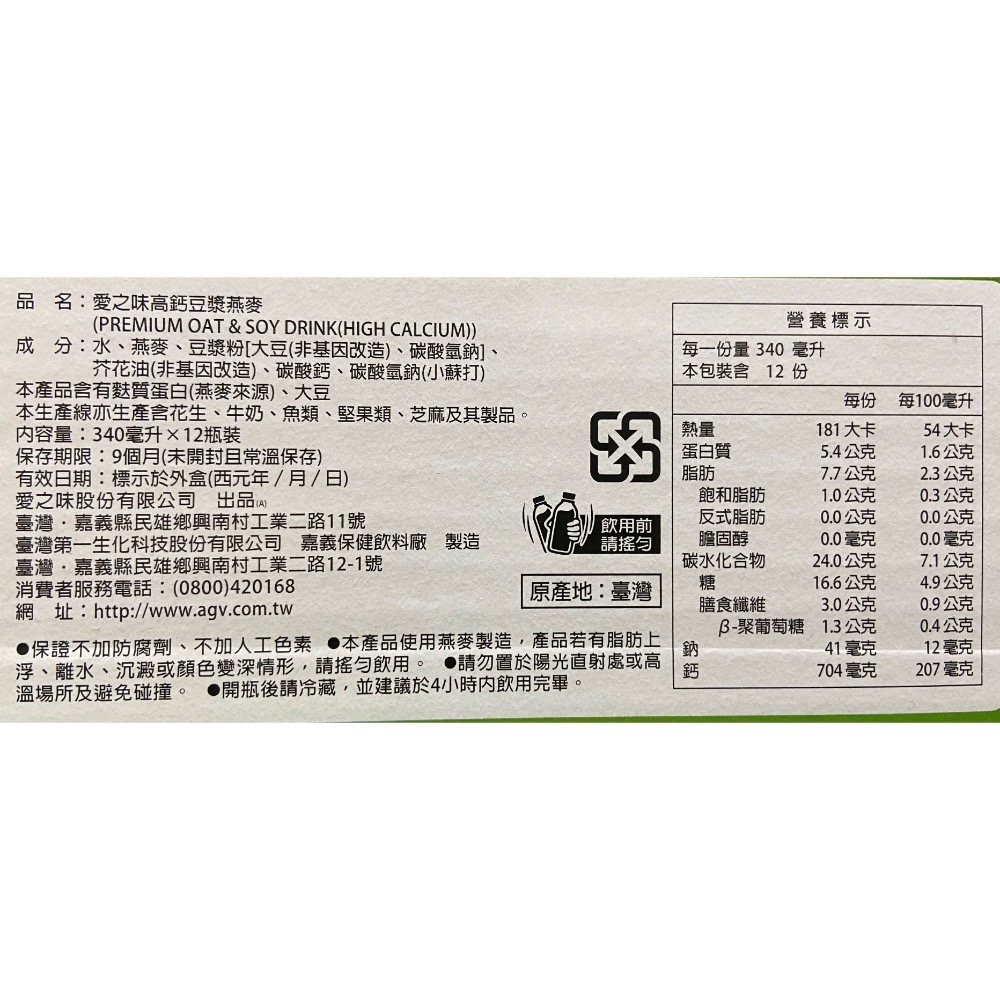 品　名：愛之味高鈣豆漿燕麥
(PREMIUM OAT & SOY DRINK(HIGH CALCIUM))
成　分：水、燕麥、豆漿粉[大豆(非基因改造)、碳酸氫鈉]、
芥花油(非基因改造)、碳酸鈣、碳酸氫鈉(小蘇打)
本產品含有麩質蛋白(燕麥來源)、大豆
本生產線亦生產含花生、牛奶、魚類、堅果類、芝麻及其製品。
內容量：340毫升×12瓶裝
保存期限：9個月(未開封且常溫保存)
有效日期：標示於外盒(西元年/月/日)
愛之味股份有限公司　出品(A)
臺灣・嘉義縣民雄鄉興南村工業二路11號
臺灣第一生化科技股份有限公司　嘉義保健飲料廠　製造
臺灣・嘉義縣民雄鄉興南村工業二路12-1號
消費者服務電話：(0800)420168
網　址：http://www.agv.com.tw
飲用前
請搖勻
原產地：臺灣
●保證不加防腐劑、不加人工色素 ●本產品使用燕麥製造，產品若有脂肪上
浮、離水、沉澱或顏色變深情形，請搖勻飲用。 ●請勿置於陽光直射處或高
溫場所及避免碰撞。 ●開瓶後請冷藏，並建議於4小時內飲用完畢。
營養標示
每一份量 340 毫升
本包裝含 12 份
每份 每100毫升
熱量 181大卡 54大卡
蛋白質 5.4公克 1.6公克
脂肪 7.7公克 2.3公克
飽和脂肪 1.0公克 0.3公克
反式脂肪 0.0公克 0.0公克
膽固醇 0.0毫克 0.0毫克
碳水化合物 24.0公克 7.1公克
糖 16.6公克 4.9公克
膳食纖維 3.0公克 0.9公克
β-聚葡萄糖 1.3公克 0.4公克
鈉 41毫克 12毫克
鈣 704毫克 207毫克